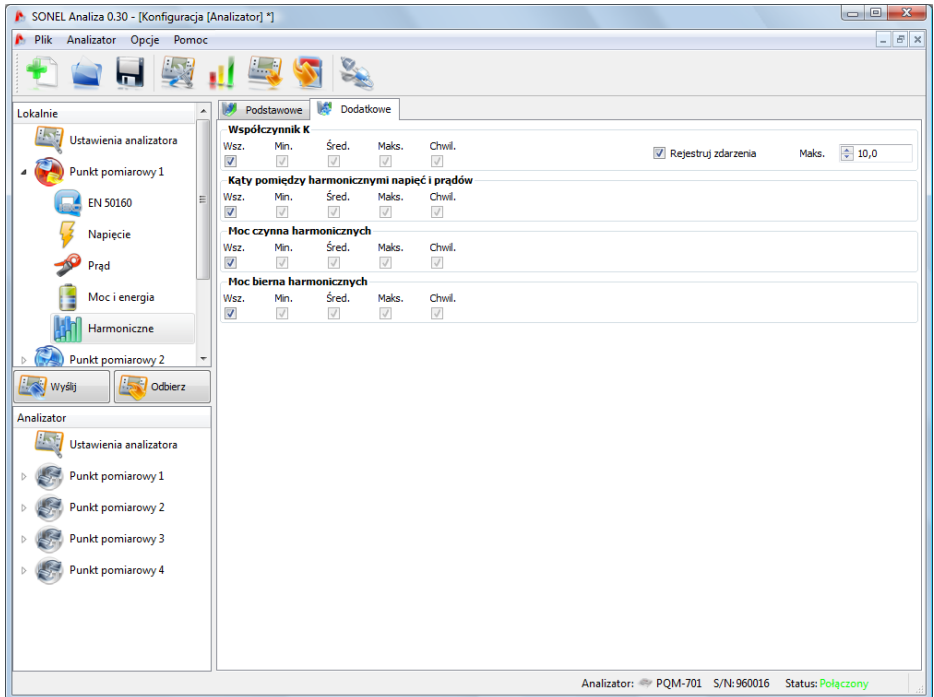 SONEL Analiza 0.30 - [Konfiguracja [Analizator] *]
Plik Analizator Opcje Pomoc
Lokalnie
Ustawienia analizatora
Punkt pomiarowy 1
EN 50160
Napięcie
Prąd
Moc i energia
Harmoniczne
Punkt pomiarowy 2
Wyślij Odbierz
Analizator
Ustawienia analizatora
Punkt pomiarowy 1
Punkt pomiarowy 2
Punkt pomiarowy 3
Punkt pomiarowy 4
Podstawowe Dodatkowe
Współczynnik K
Wsz. Min. Śred. Maks. Chwil.
Rejestruj zdarzenia Maks. 10,0
Kąty pomiędzy harmonicznymi napięć i prądów
Wsz. Min. Śred. Maks. Chwil.
Moc czynna harmonicznych
Wsz. Min. Śred. Maks. Chwil.
Moc bierna harmonicznych
Wsz. Min. Śred. Maks. Chwil.
Analizator: PQM-701 S/N:960016 Status:Połączony